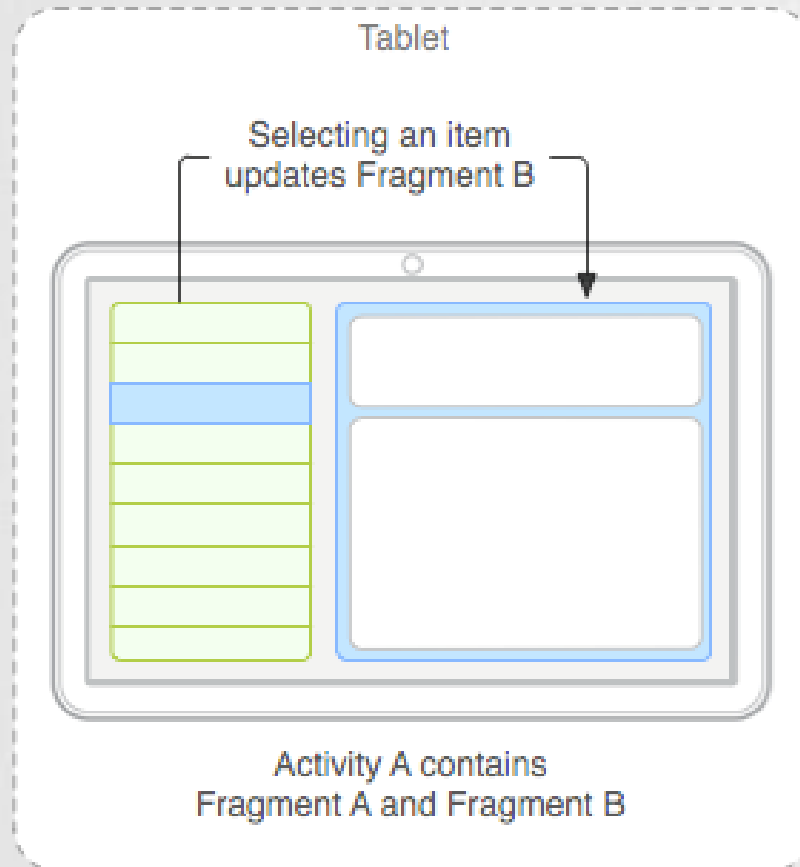 Tablet
Selecting an item
updates Fragment B
Activity A contains
Fragment A and Fragment B